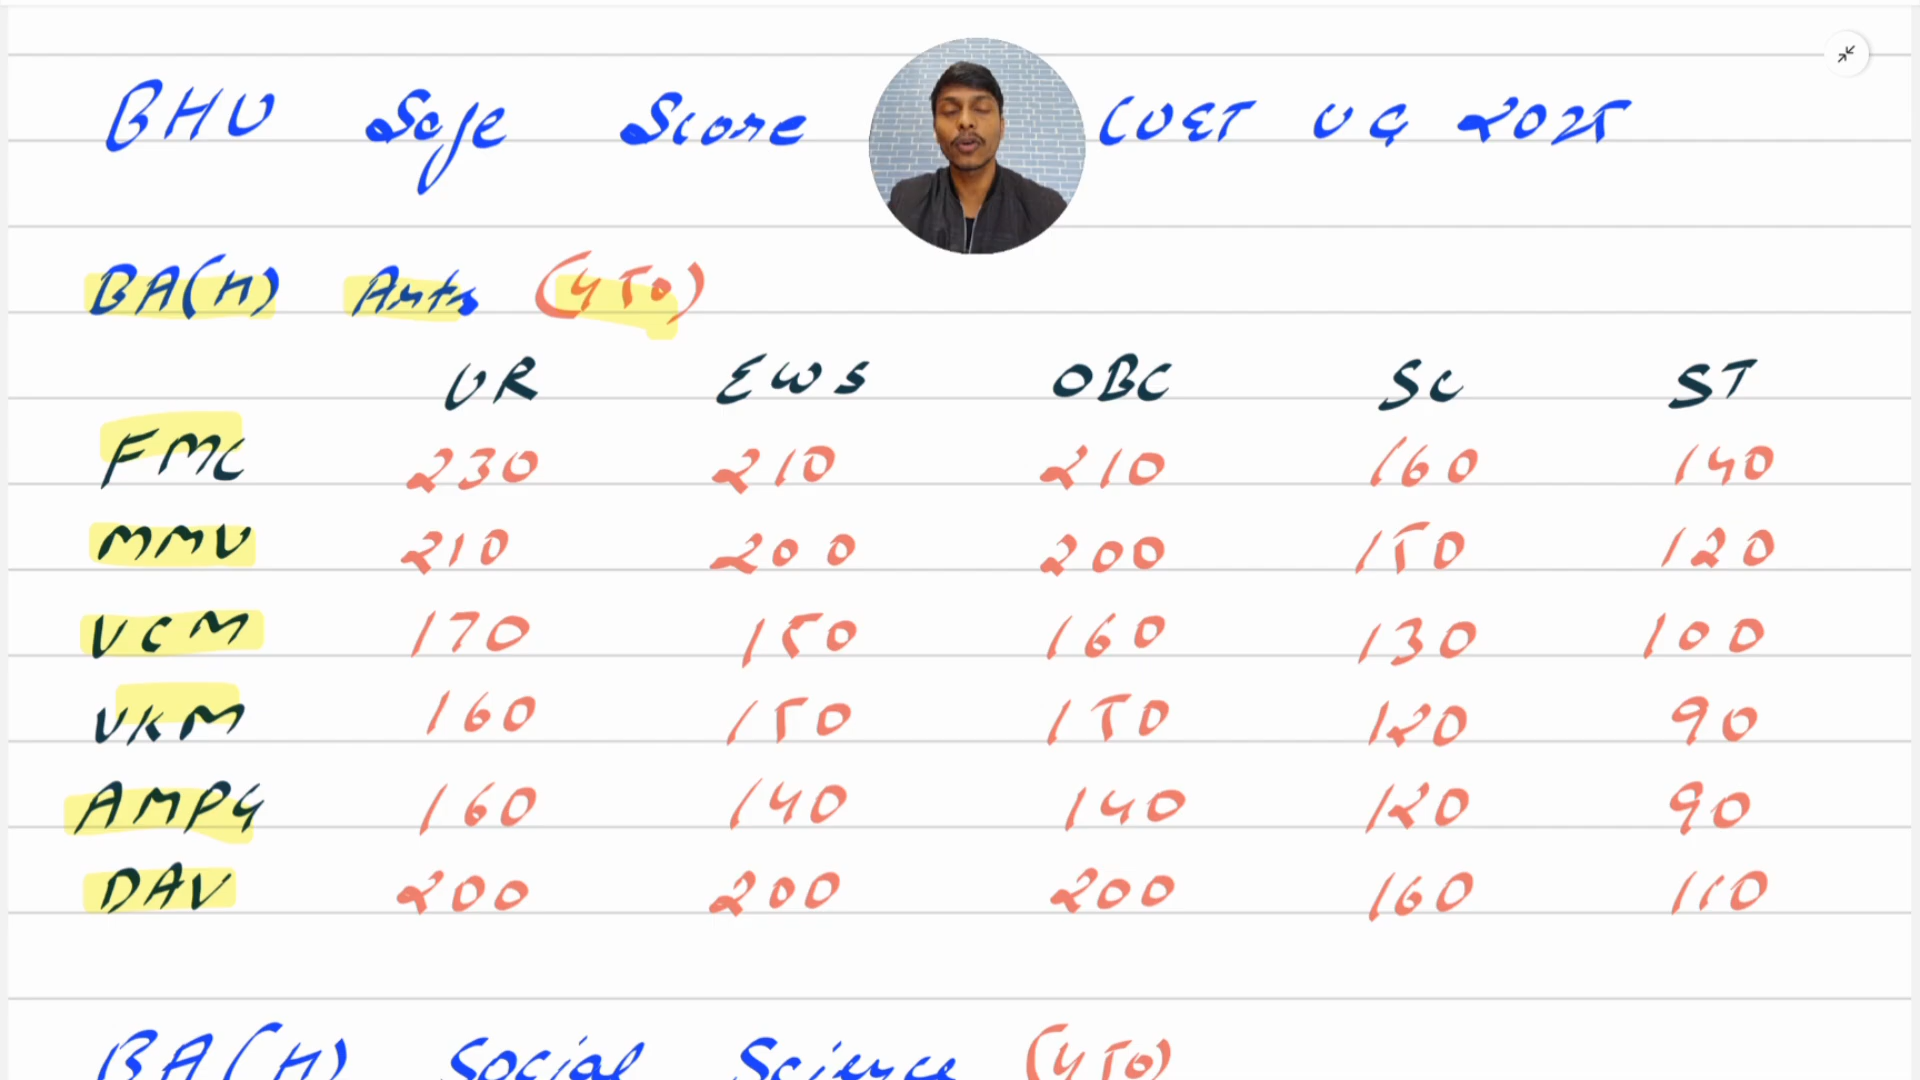 BHU Safe Score CUET UG 2025
BA(H) Arts (450)
UR EWS OBC SC ST
FMC 230 210 210 160 140
MMV 210 200 200 150 120
VCM 170 150 160 130 100
VKM 160 150 150 120 90
AMPG 160 140 140 120 90
DAV 200 200 200 160 110
BA(H) Social Science (450)